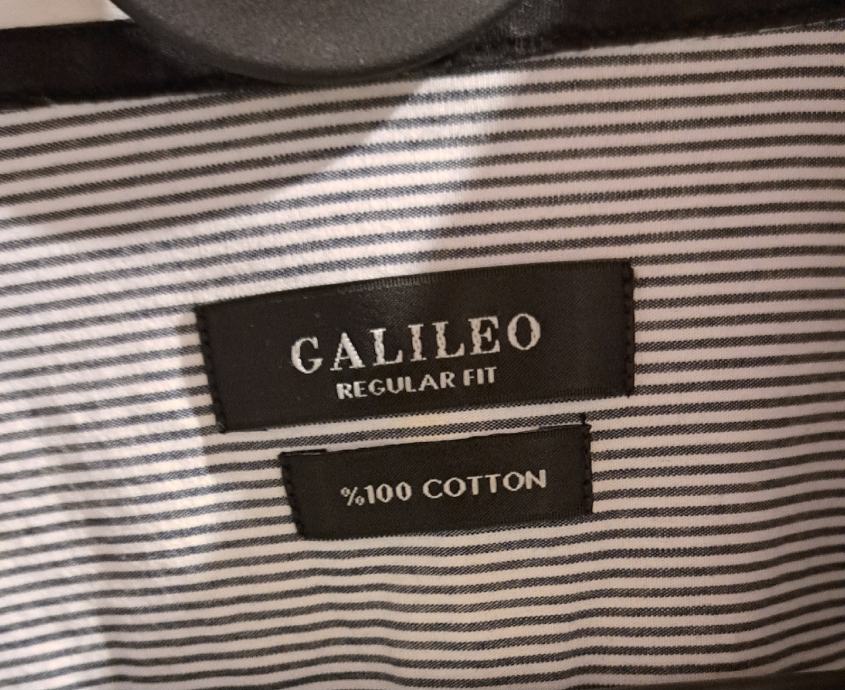 GALILEO
REGULAR FIT
%100 COTTON